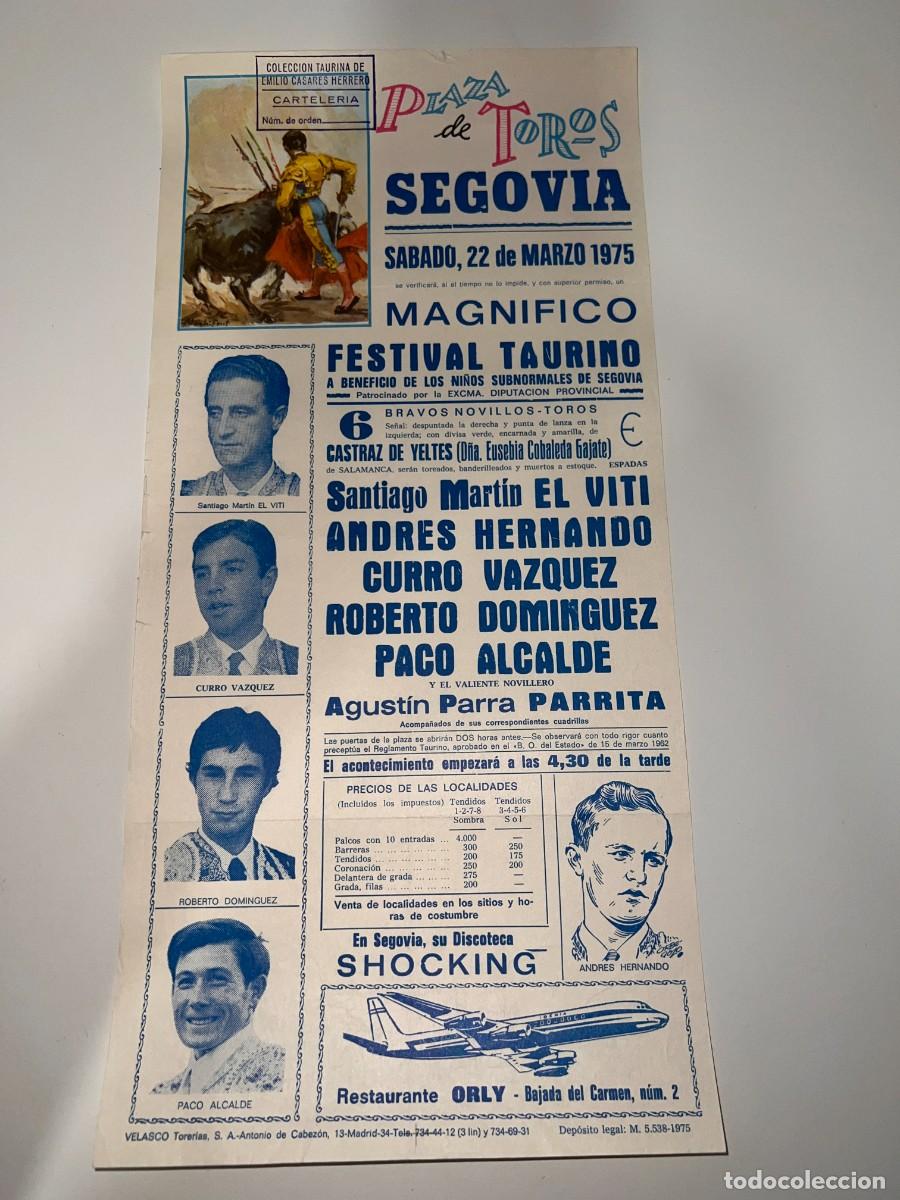 COLECCION TAURINA DE
EMILIO CASARES HERRERO
CARTELERIA
Núm. de orden
PLAZA
de TOROS
SEGOVIA
SABADO, 22 de MARZO 1975
se verificará, si el tiempo no lo impide, y con superior permiso, un
MAGNIFICO
FESTIVAL TAURINO
A BENEFICIO DE LOS NIÑOS SUBNORMALES DE SEGOVIA
Patrocinado por la EXCMA. DIPUTACION PROVINCIAL
6 BRAVOS NOVILLOS-TOROS
Señal: despuntada la derecha y punta de lanza en la
izquierda; con divisa verde, encarnada y amarilla, de
CASTRAZ DE YELTES (Dña. Eusebia Cobaleda Gajate)
de SALAMANCA, serán toreados, banderilleados y muertos a estoque. ESPADAS
Santiago Martín EL VITI
ANDRES HERNANDO
CURRO VAZQUEZ
ROBERTO DOMINGUEZ
PACO ALCALDE
Y EL VALIENTE NOVILLERO
Agustín Parra PARRITA
Acompañados de sus correspondientes cuadrillas
Las puertas de la plaza se abrirán DOS horas antes.—Se observará con todo rigor cuanto
preceptúa el Reglamento Taurino, aprobado en el «B. O. del Estado» de 15 de marzo 1962
El acontecimiento empezará a las 4,30 de la tarde
Santiago Martín EL VITI
CURRO VAZQUEZ
ROBERTO DOMINGUEZ
PACO ALCALDE
PRECIOS DE LAS LOCALIDADES
(Incluidos los impuestos) Tendidos Tendidos
1-2-7-8 3-4-5-6
Sombra Sol
Palcos con 10 entradas ... 4.000 —
Barreras ... ... ... ... ... ... 300 250
Tendidos ... ... ... ... ... ... 200 175
Coronación ... ... ... ... ... 250 200
Delantera de grada ... ... ... 275 —
Grada, filas ... ... ... ... ... 200 —
Venta de localidades en los sitios y ho-
ras de costumbre
ANDRES HERNANDO
En Segovia, su Discoteca
SHOCKING
IBERIA
Restaurante ORLY - Bajada del Carmen, núm. 2
VELASCO Torerías, S. A.-Antonio de Cabezón, 13-Madrid-34-Tels. 734-44-12 (3 lin) y 734-69-31 Depósito legal: M. 5.538-1975
todocoleccion